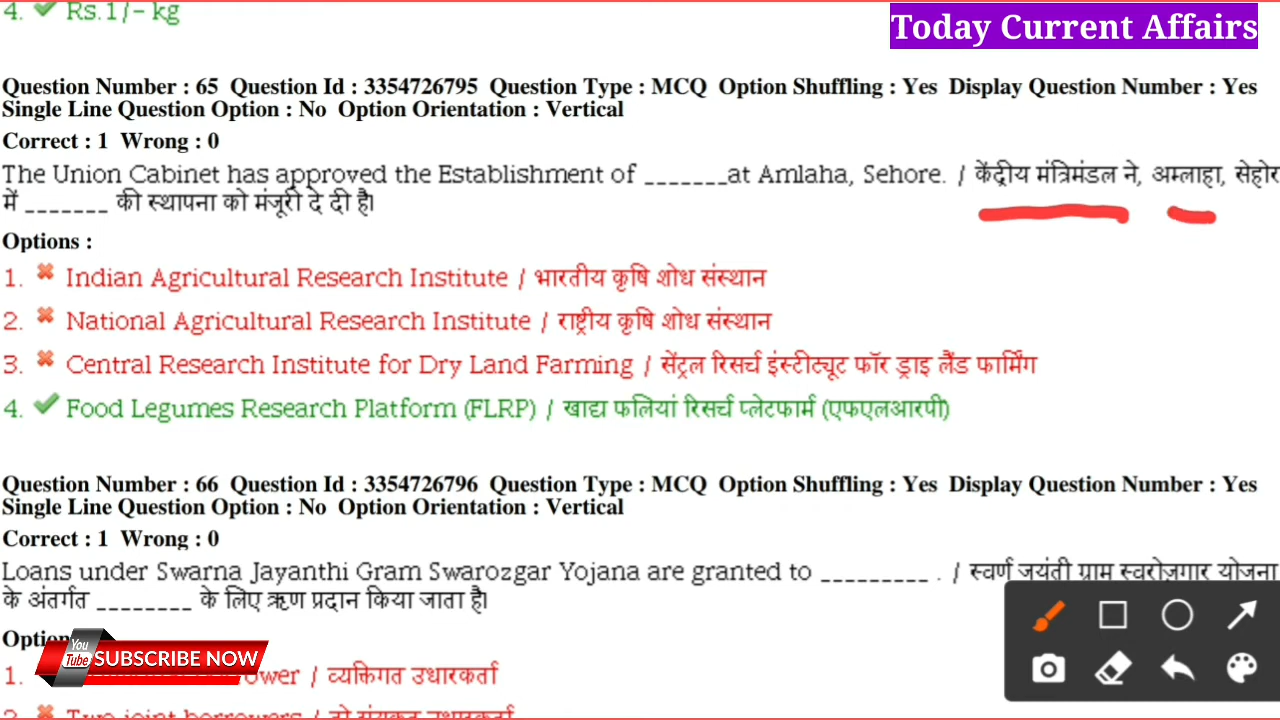 4. Rs.1/- kg
Today Current Affairs
Question Number : 65 Question Id : 3354726795 Question Type : MCQ Option Shuffling : Yes Display Question Number : Yes
Single Line Question Option : No Option Orientation : Vertical
Correct : 1 Wrong : 0
The Union Cabinet has approved the Establishment of _______at Amlaha, Sehore. / केंद्रीय मंत्रिमंडल ने, अम्लाहा, सेहोर
में _______ की स्थापना को मंजूरी दे दी है।
Options :
1. Indian Agricultural Research Institute / भारतीय कृषि शोध संस्थान
2. National Agricultural Research Institute / राष्ट्रीय कृषि शोध संस्थान
3. Central Research Institute for Dry Land Farming / सेंट्रल रिसर्च इंस्टीट्यूट फॉर ड्राइ लैंड फार्मिंग
4. Food Legumes Research Platform (FLRP) / खाद्य फलियां रिसर्च प्लेटफार्म (एफएलआरपी)
Question Number : 66 Question Id : 3354726796 Question Type : MCQ Option Shuffling : Yes Display Question Number : Yes
Single Line Question Option : No Option Orientation : Vertical
Correct : 1 Wrong : 0
Loans under Swarna Jayanthi Gram Swarozgar Yojana are granted to _________ . / स्वर्ण जयंती ग्राम स्वरोज़गार योजना
के अंतर्गत ________ के लिए ऋण प्रदान किया जाता है।
You Tube SUBSCRIBE NOW
1. / व्यक्तिगत उधारकर्ता
2. Two joint borrowers /